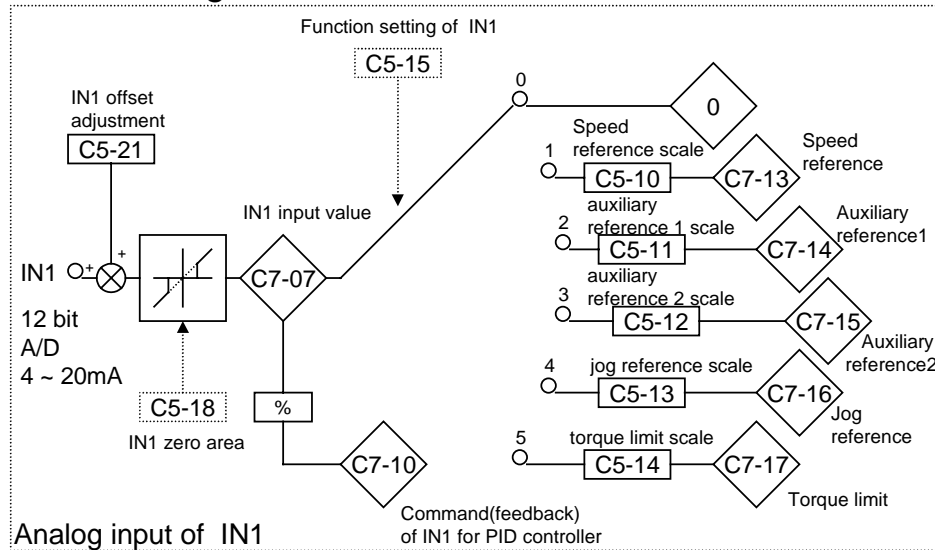 Function setting of IN1
C5-15
0
0
IN1 offset
adjustment
C5-21
Speed
reference scale
1
C5-10
C7-13
Speed
reference
IN1 input value
auxiliary
reference 1 scale
2
C5-11
C7-14
Auxiliary
reference1
IN1
+
+
C7-07
auxiliary
reference 2 scale
3
C5-12
C7-15
Auxiliary
reference2
12 bit
A/D
4 ~ 20mA
C5-18
IN1 zero area
%
jog reference scale
4
C5-13
C7-16
Jog
reference
C7-10
torque limit scale
5
C5-14
C7-17
Torque limit
Command(feedback)
of IN1 for PID controller
Analog input of IN1